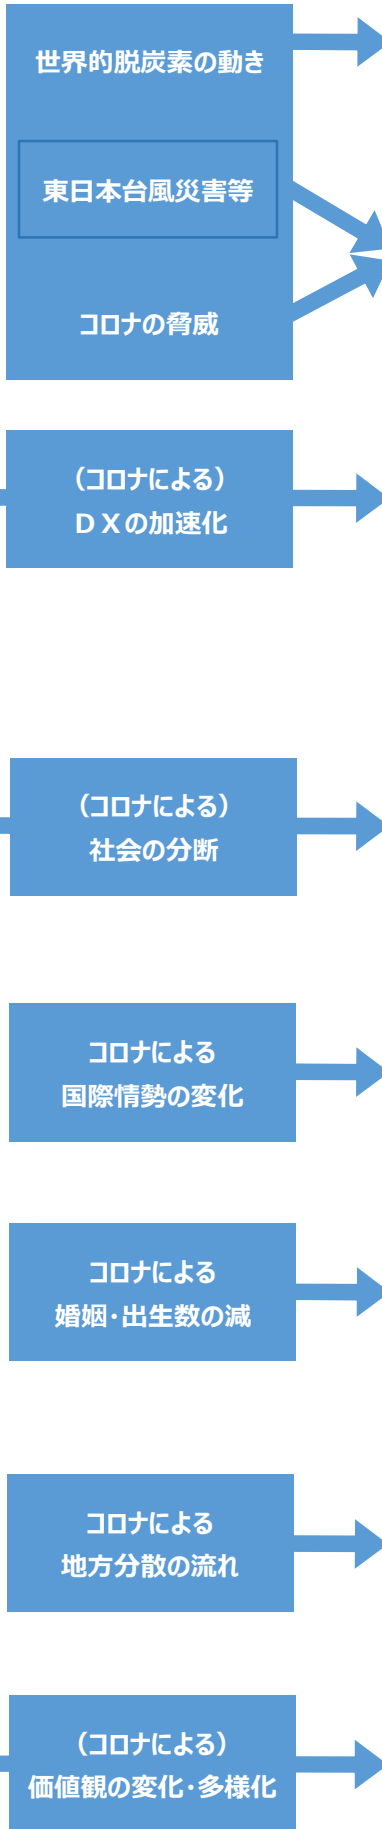 世界的脱炭素の動き
東日本台風災害等
コロナの脅威
（コロナによる）
ＤＸの加速化
（コロナによる）
社会の分断
コロナによる
国際情勢の変化
コロナによる
婚姻・出生数の減
コロナによる
地方分散の流れ
（コロナによる）
価値観の変化・多様化